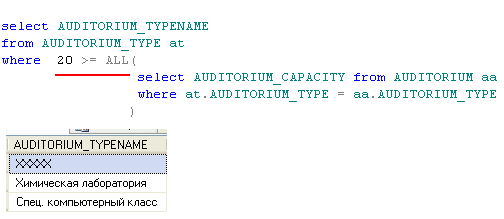 select AUDITORIUM_TYPENAME
from AUDITORIUM_TYPE at
where 20 >= ALL(
select AUDITORIUM_CAPACITY from AUDITORIUM aa
where at.AUDITORIUM_TYPE = aa.AUDITORIUM_TYPE
)
AUDITORIUM_TYPENAME
XXXXX
Химическая лаборатория
Спец. компьютерный класс